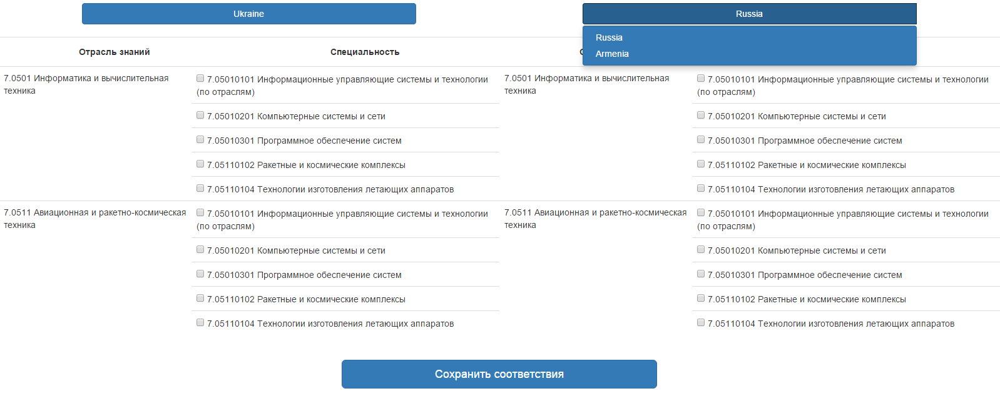 Ukraine
Russia
Russia
Armenia
Отрасль знаний
Специальность
7.0501 Информатика и вычислительная
техника
7.05010101 Информационные управляющие системы и технологии
(по отраслям)
7.05010201 Компьютерные системы и сети
7.05010301 Программное обеспечение систем
7.05110102 Ракетные и космические комплексы
7.05110104 Технологии изготовления летающих аппаратов
7.0511 Авиационная и ракетно-космическая
техника
7.05010101 Информационные управляющие системы и технологии
(по отраслям)
7.05010201 Компьютерные системы и сети
7.05010301 Программное обеспечение систем
7.05110102 Ракетные и космические комплексы
7.05110104 Технологии изготовления летающих аппаратов
7.0501 Информатика и вычислительная
техника
7.05010101 Информационные управляющие системы и технологии
(по отраслям)
7.05010201 Компьютерные системы и сети
7.05010301 Программное обеспечение систем
7.05110102 Ракетные и космические комплексы
7.05110104 Технологии изготовления летающих аппаратов
7.0511 Авиационная и ракетно-космическая
техника
7.05010101 Информационные управляющие системы и технологии
(по отраслям)
7.05010201 Компьютерные системы и сети
7.05010301 Программное обеспечение систем
7.05110102 Ракетные и космические комплексы
7.05110104 Технологии изготовления летающих аппаратов
Сохранить соответствия